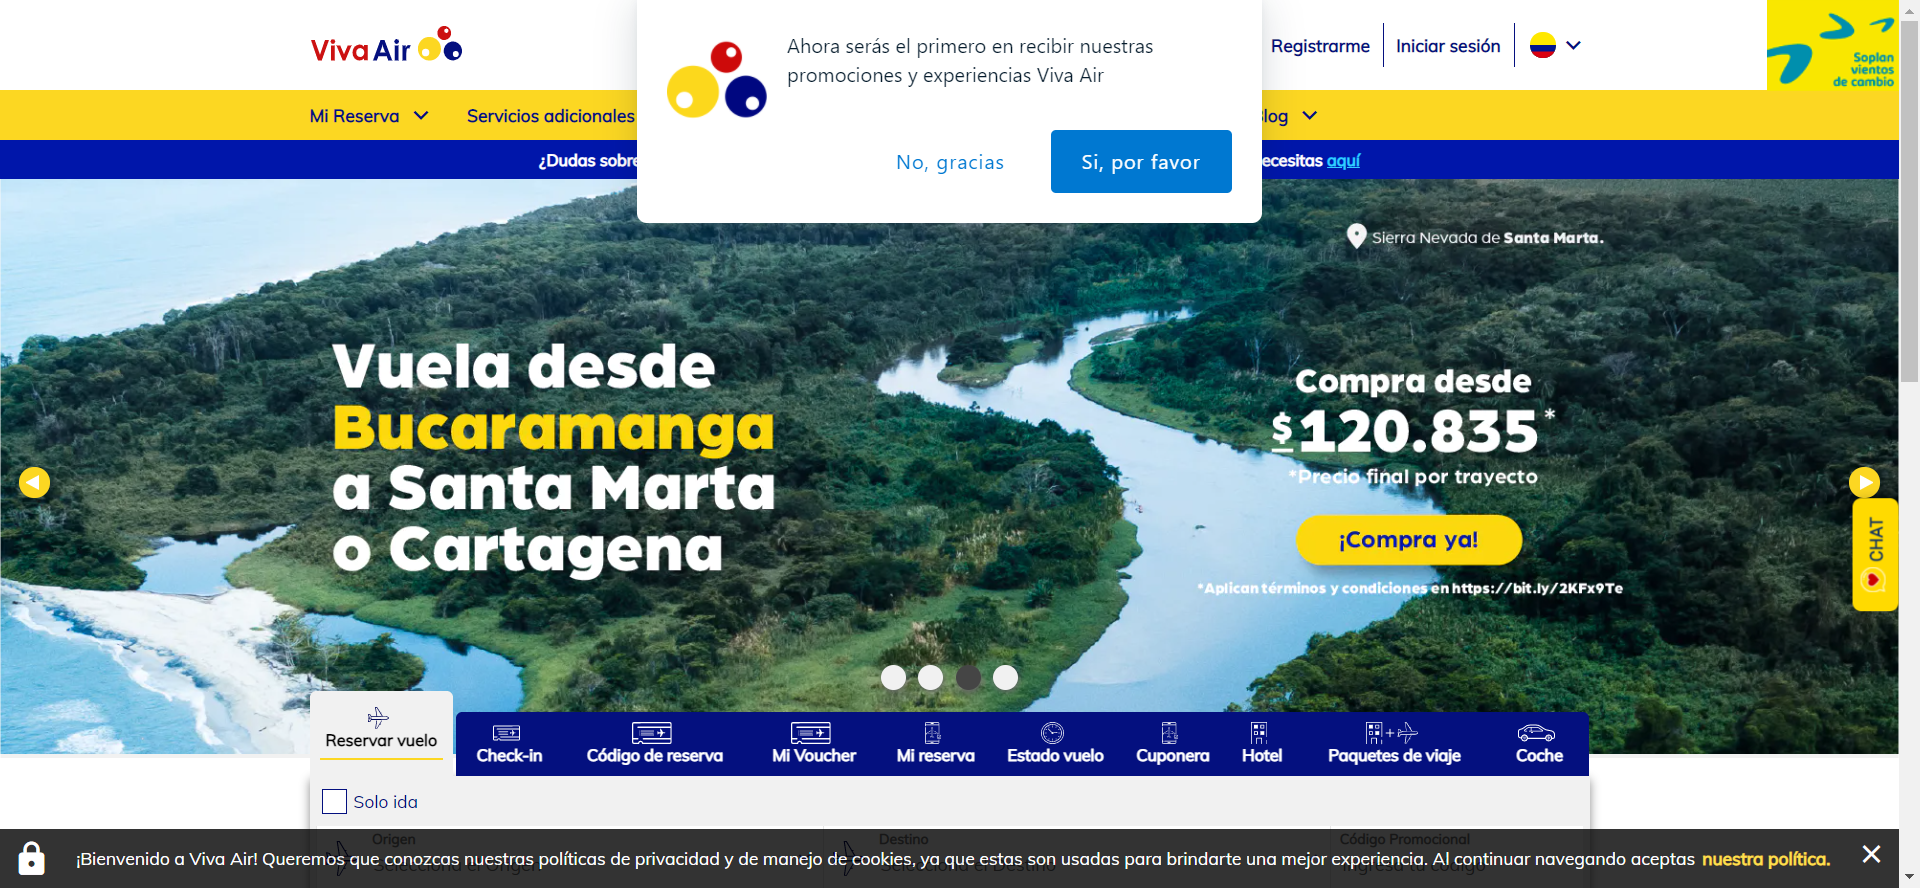 Viva Air
Registrarme
Iniciar sesión
Soplan
vientos
de cambio
Ahora serás el primero en recibir nuestras
promociones y experiencias Viva Air
No, gracias
Si, por favor
Mi Reserva
Servicios adicionales
¿Dudas sobre
necesitas aquí
Sierra Nevada de Santa Marta.
Vuela desde
Bucaramanga
a Santa Marta
o Cartagena
Compra desde
$120.835*
*Precio final por trayecto
¡Compra ya!
*Aplican términos y condiciones en https://bit.ly/2KFx9Te
CHAT
Reservar vuelo
Check-in
Código de reserva
Mi Voucher
Mi reserva
Estado vuelo
Cuponera
Hotel
Paquetes de viaje
Coche
Solo ida
Origen
Destino
Código Promocional
¡Bienvenido a Viva Air! Queremos que conozcas nuestras políticas de privacidad y de manejo de cookies, ya que estas son usadas para brindarte una mejor experiencia. Al continuar navegando aceptas nuestra política.